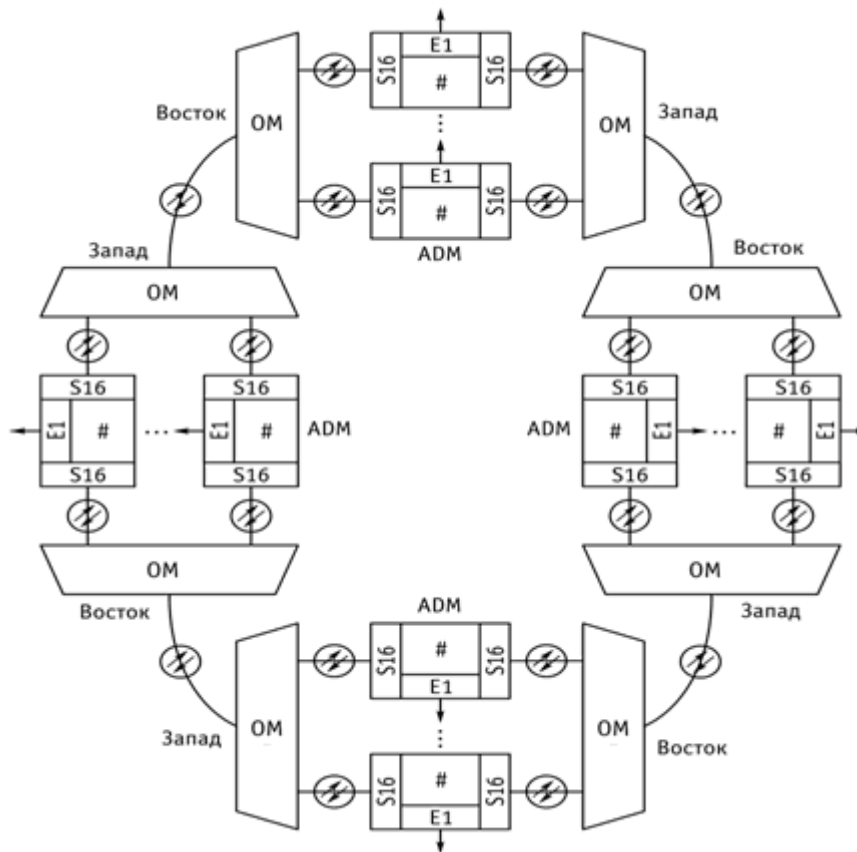 E1
S16 # S16
Восток
OM
OM
Запад
E1
S16 # S16
ADM
Запад
Восток
OM
OM
S16
S16
S16
S16
E1 #
E1 #
ADM
ADM
# E1
# E1
S16
S16
S16
S16
OM
OM
Восток
ADM
Запад
S16 # S16
E1
Запад
OM
OM
Восток
S16 # S16
E1